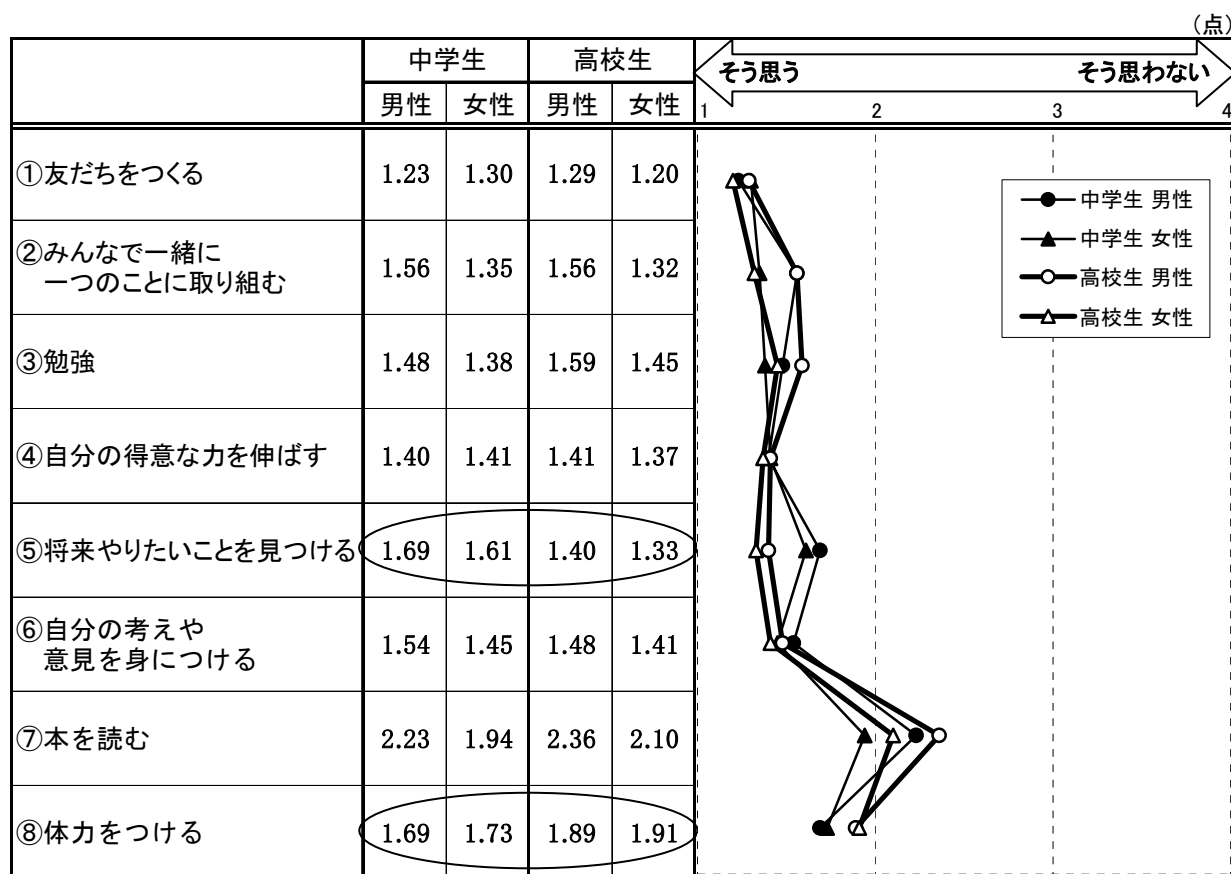 (点)
中学生 高校生
そう思う そう思わない
男性 女性 男性 女性
1 2 3 4
①友だちをつくる 1.23 1.30 1.29 1.20
②みんなで一緒に
一つのことに取り組む 1.56 1.35 1.56 1.32
③勉強 1.48 1.38 1.59 1.45
④自分の得意な力を伸ばす 1.40 1.41 1.41 1.37
⑤将来やりたいことを見つける 1.69 1.61 1.40 1.33
⑥自分の考えや
意見を身につける 1.54 1.45 1.48 1.41
⑦本を読む 2.23 1.94 2.36 2.10
⑧体力をつける 1.69 1.73 1.89 1.91
中学生 男性
中学生 女性
高校生 男性
高校生 女性